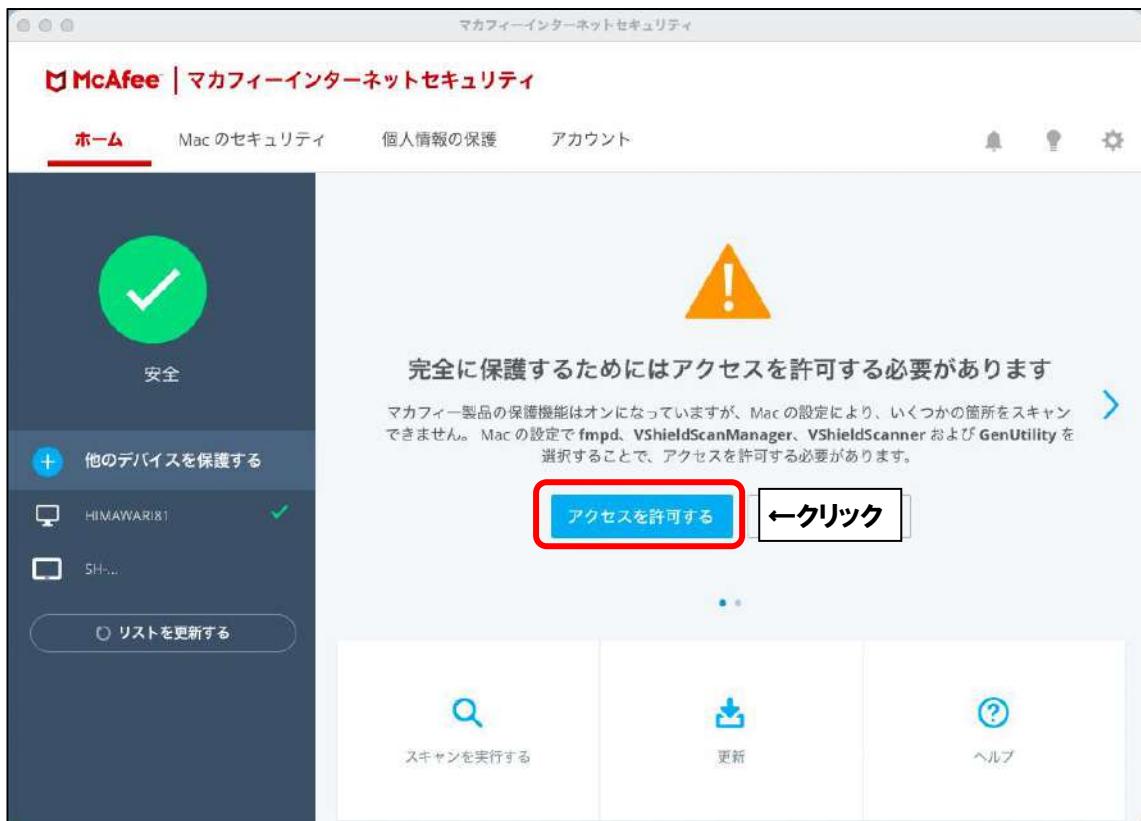 マカフィーインターネットセキュリティ
McAfee | マカフィーインターネットセキュリティ
ホーム Mac のセキュリティ 個人情報の保護 アカウント
安全
他のデバイスを保護する
HIMAWARI81
SH-...
リストを更新する
完全に保護するためにはアクセスを許可する必要があります
マカフィー製品の保護機能はオンになっていますが、Mac の設定により、いくつかの箇所をスキャン
できません。 Mac の設定で fmpd、VShieldScanManager、VShieldScanner および GenUtility を
選択することで、アクセスを許可する必要があります。
アクセスを許可する ←クリック
スキャンを実行する 更新 ヘルプ